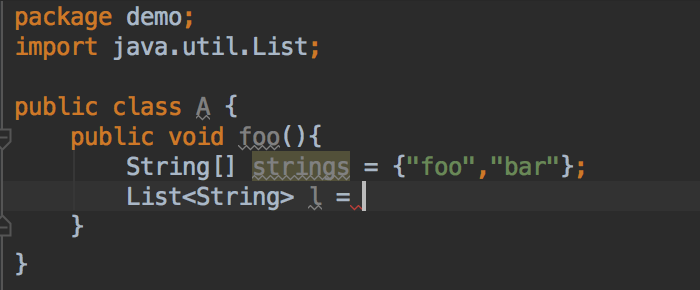 package demo;
import java.util.List;
public class A {
public void foo(){
String[] strings = {"foo","bar"};
List<String> l =
}
}